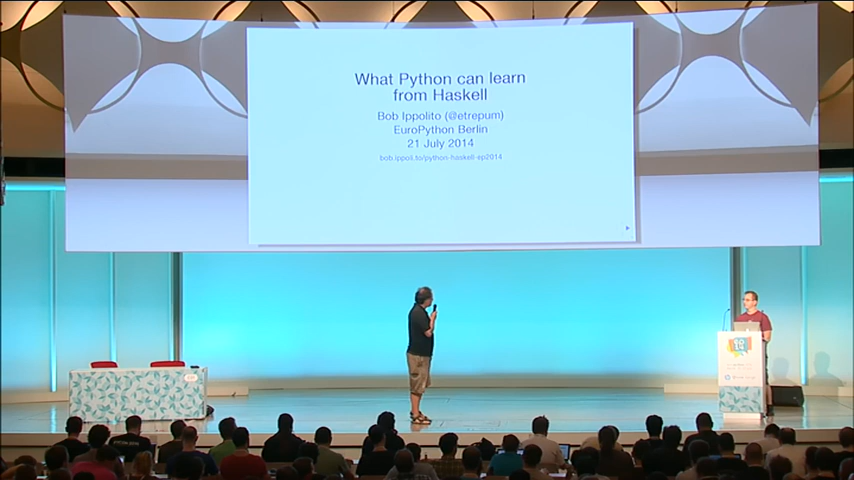 What Python can learn
from Haskell
Bob Ippolito (@etrepum)
EuroPython Berlin
21 July 2014
bob.ippoli.to/python-haskell-ep2014